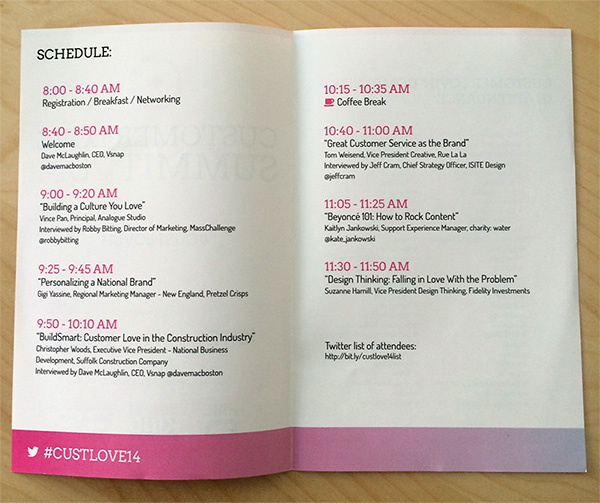 SCHEDULE:
8:00 - 8:40 AM
Registration / Breakfast / Networking
8:40 - 8:50 AM
Welcome
Dave McLaughlin, CEO, Vsnap
@davemacboston
9:00 - 9:20 AM
“Building a Culture You Love”
Vince Pan, Principal, Analogue Studio
Interviewed by Robby Bitting, Director of Marketing, MassChallenge
@robbybitting
9:25 - 9:45 AM
“Personalizing a National Brand”
Gigi Yassine, Regional Marketing Manager - New England, Pretzel Crisps
9:50 - 10:10 AM
“BuildSmart: Customer Love in the Construction Industry”
Christopher Woods, Executive Vice President - National Business
Development, Suffolk Construction Company
Interviewed by Dave McLaughlin, CEO, Vsnap @davemacboston
#CUSTLOVE14
10:15 - 10:35 AM
Coffee Break
10:40 - 11:00 AM
“Great Customer Service as the Brand”
Tom Weisend, Vice President Creative, Rue La La
Interviewed by Jeff Cram, Chief Strategy Officer, ISITE Design
@jeffcram
11:05 - 11:25 AM
“Beyoncé 101: How to Rock Content”
Kaitlyn Jankowski, Support Experience Manager, charity: water
@kate_jankowski
11:30 - 11:50 AM
“Design Thinking: Falling in Love With the Problem”
Suzanne Hamill, Vice President Design Thinking, Fidelity Investments
Twitter list of attendees:
http://bit.ly/custlove14list